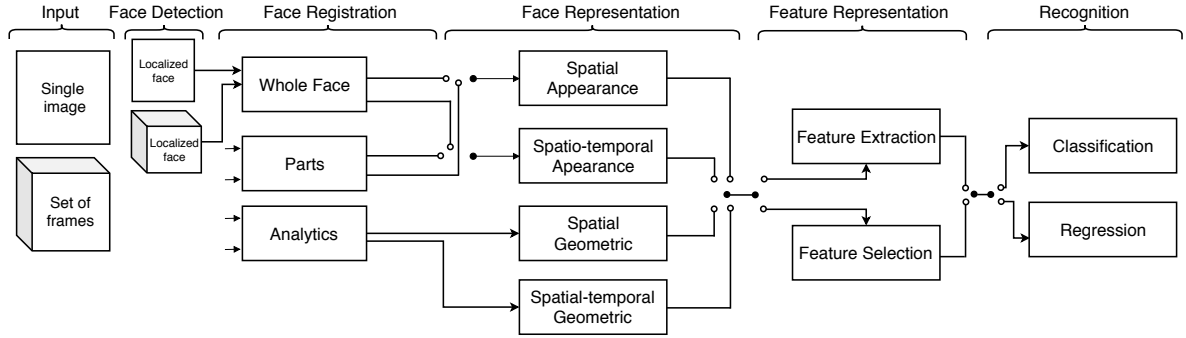 Input
Face Detection
Face Registration
Face Representation
Feature Representation
Recognition
Single
image
Set of
frames
Localized
face
Localized
face
Whole Face
Parts
Analytics
Spatial
Appearance
Spatio-temporal
Apearance
Spatial
Geometric
Spatial-temporal
Geometric
Feature Extraction
Feature Selection
Classification
Regression